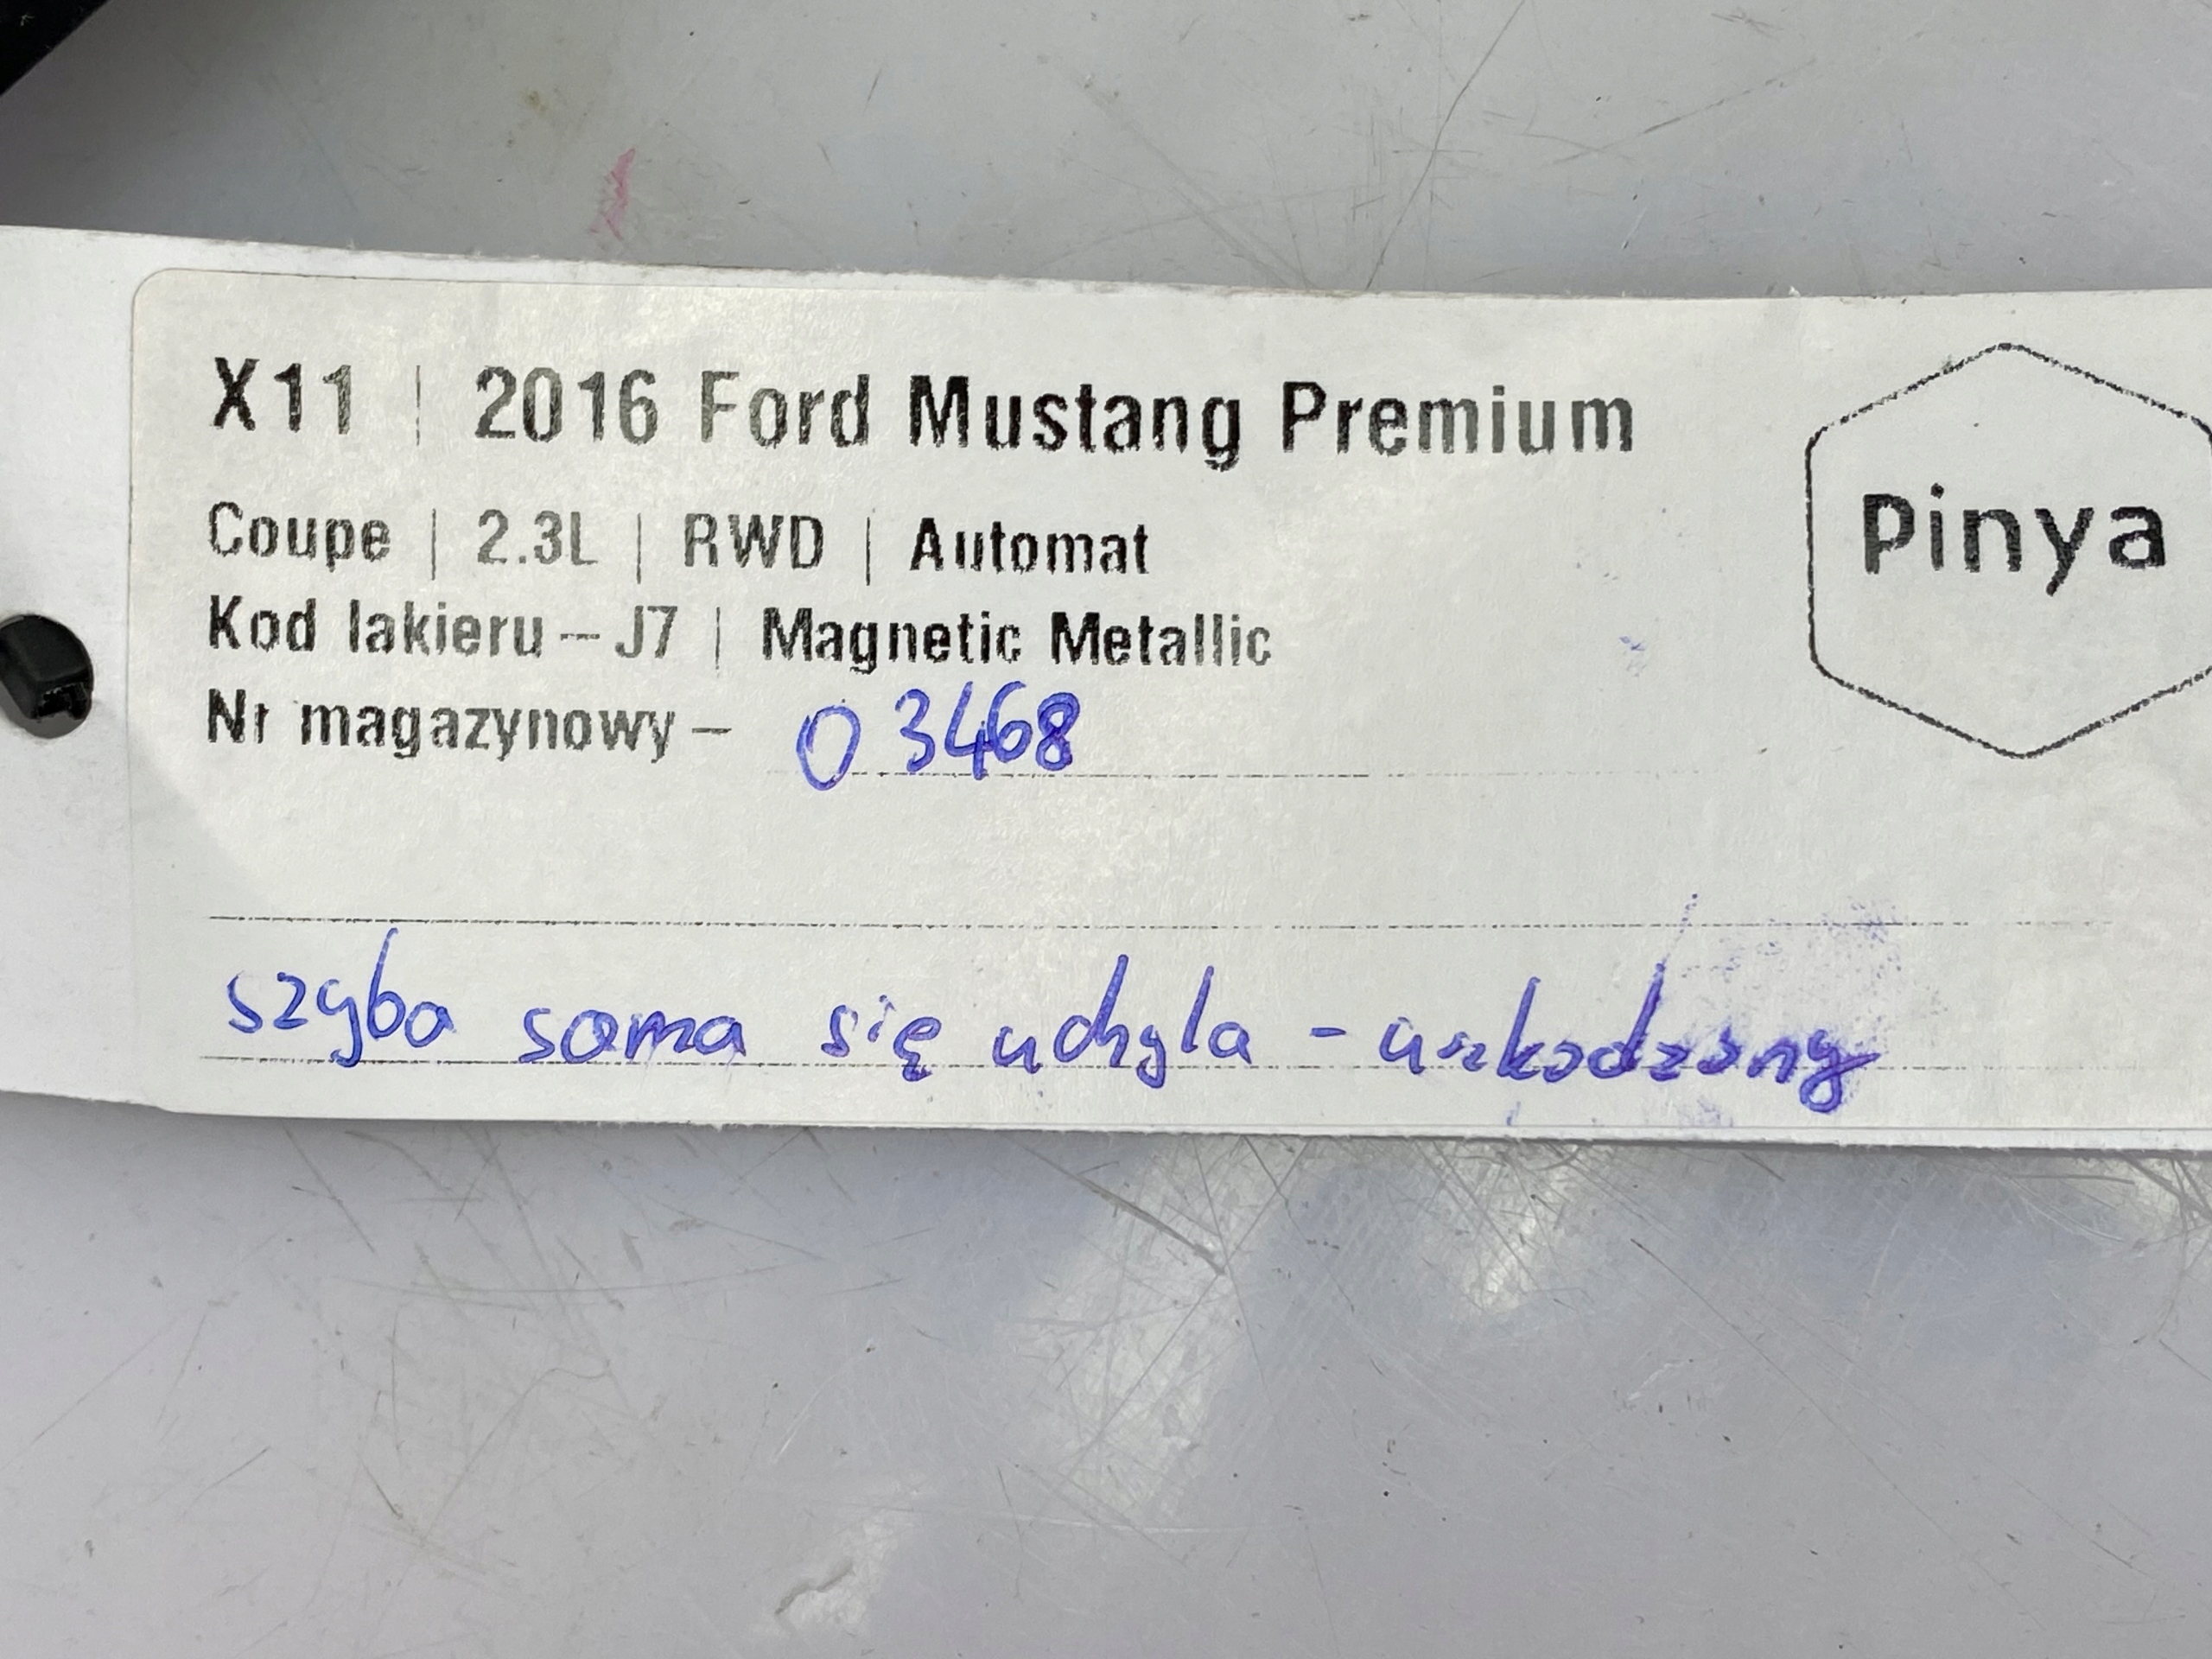 X11 | 2016 Ford Mustang Premium
Pinya
Coupe | 2.3L | RWD | Automat
Kod lakieru – J7 | Magnetic Metallic
Nr magazynowy – 03468
szyba sama się uchyla - uszkodzony